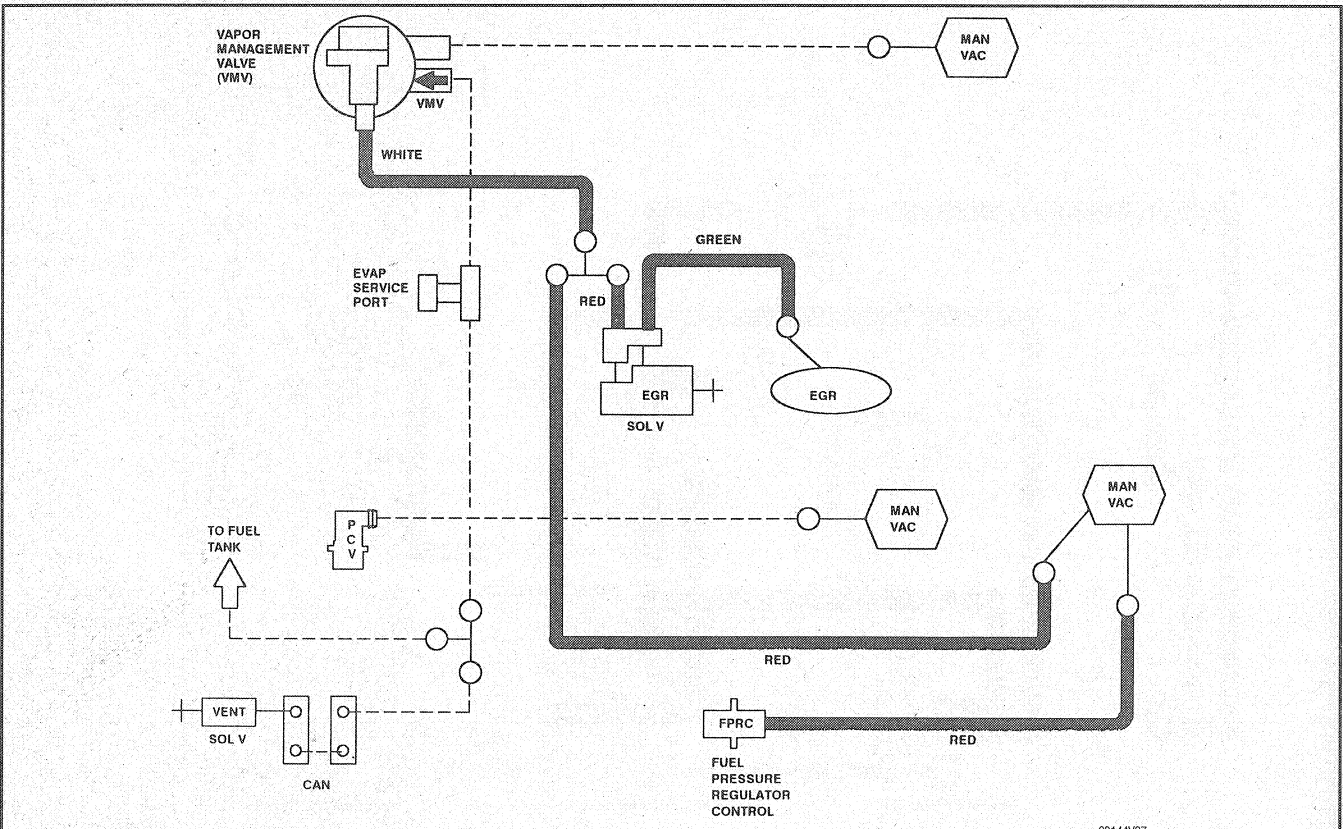 VAPOR
MANAGEMENT
VALVE
(VMV)
MAN
VAC
VMV
WHITE
GREEN
EVAP
SERVICE
PORT
RED
EGR
SOL V
EGR
MAN
VAC
MAN
VAC
P
C
V
TO FUEL
TANK
RED
VENT
SOL V
CAN
FPRC
RED
FUEL
PRESSURE
REGULATOR
CONTROL